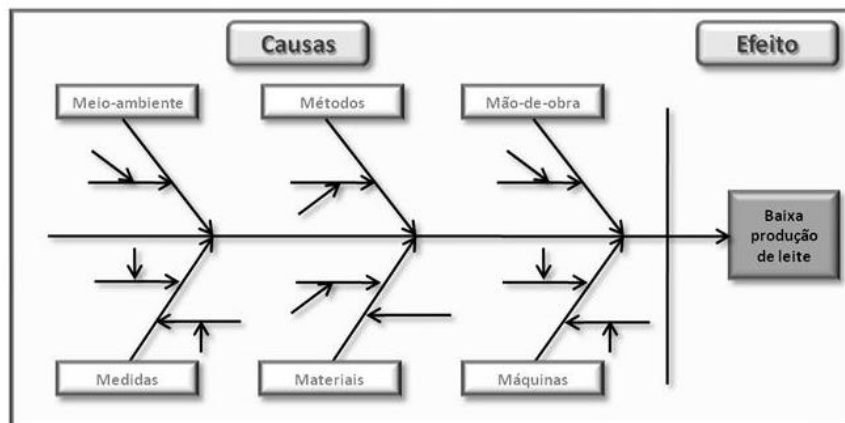 Causas
Efeito
Meio-ambiente
Métodos
Mão-de-obra
Baixa
produção
de leite
Medidas
Materiais
Máquinas